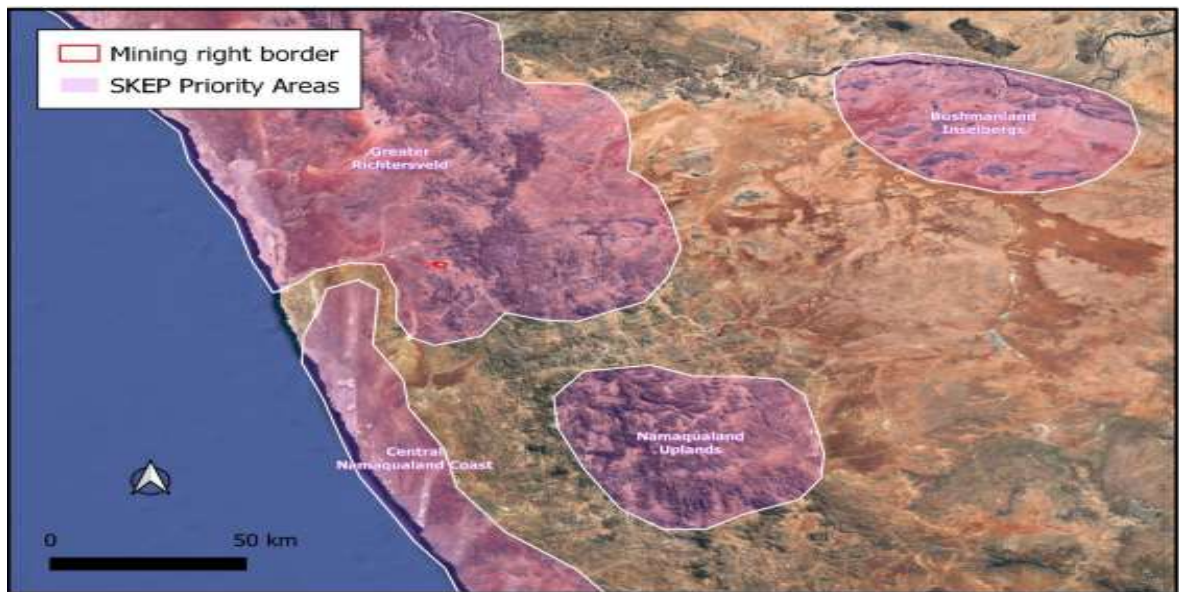 Mining right border
SKEP Priority Areas
Bushmanland
Inselbergs
Greater
Richtersveld
Namaqualand
Uplands
Central
Namaqualand Coast
0 50 km